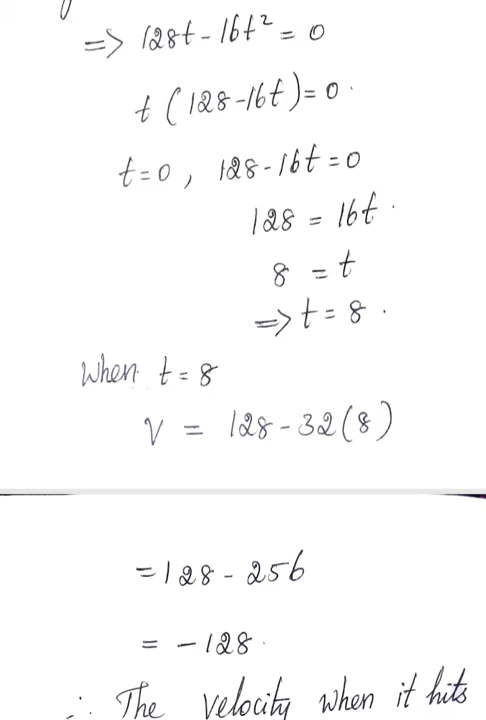 => 128t - 16t² = 0
t (128-16t) = 0.
t=0, 128-16t = 0
128 = 16t.
8 = t
=> t = 8.
When t = 8
V = 128 - 32(8)
= 128 - 256
= -128.
∴ The velocity when it hits